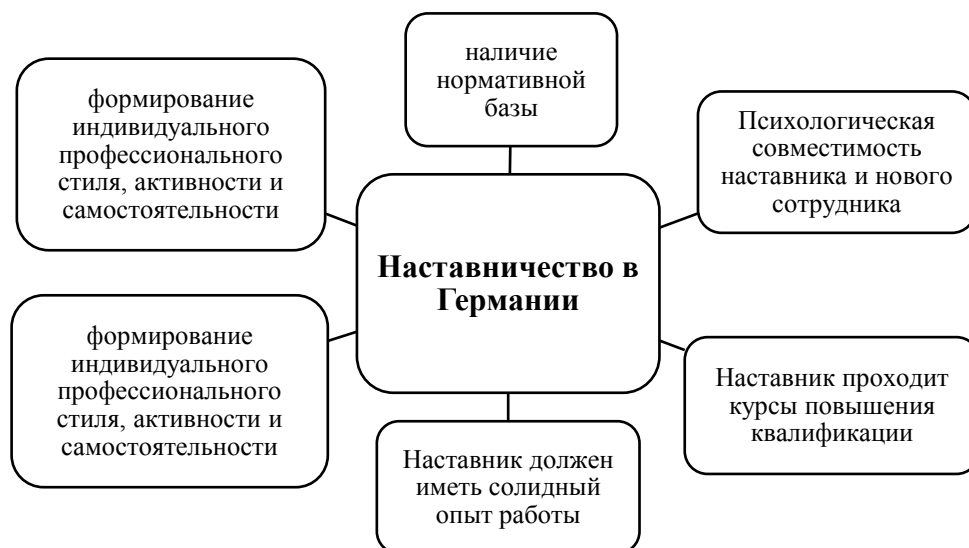 наличие
нормативной
базы
формирование
индивидуального
профессионального
стиля, активности и
самостоятельности
Психологическая
совместимость
наставника и нового
сотрудника
Наставничество в
Германии
формирование
индивидуального
профессионального
стиля, активности и
самостоятельности
Наставник проходит
курсы повышения
квалификации
Наставник должен
иметь солидный
опыт работы